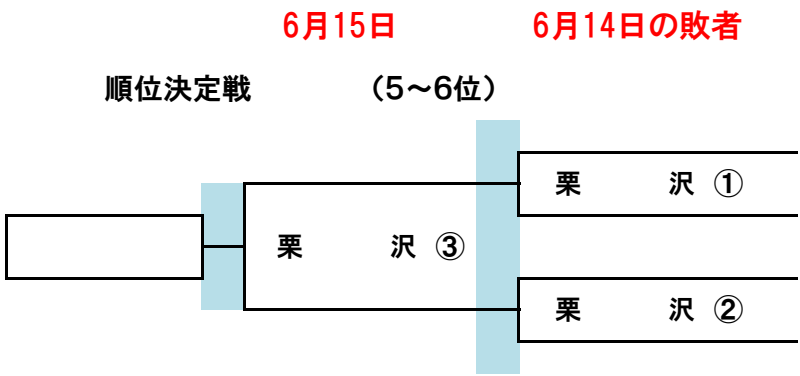 6月15日 6月14日の敗者
順位決定戦 （5～6位）
栗 沢 ①
栗 沢 ③
栗 沢 ②